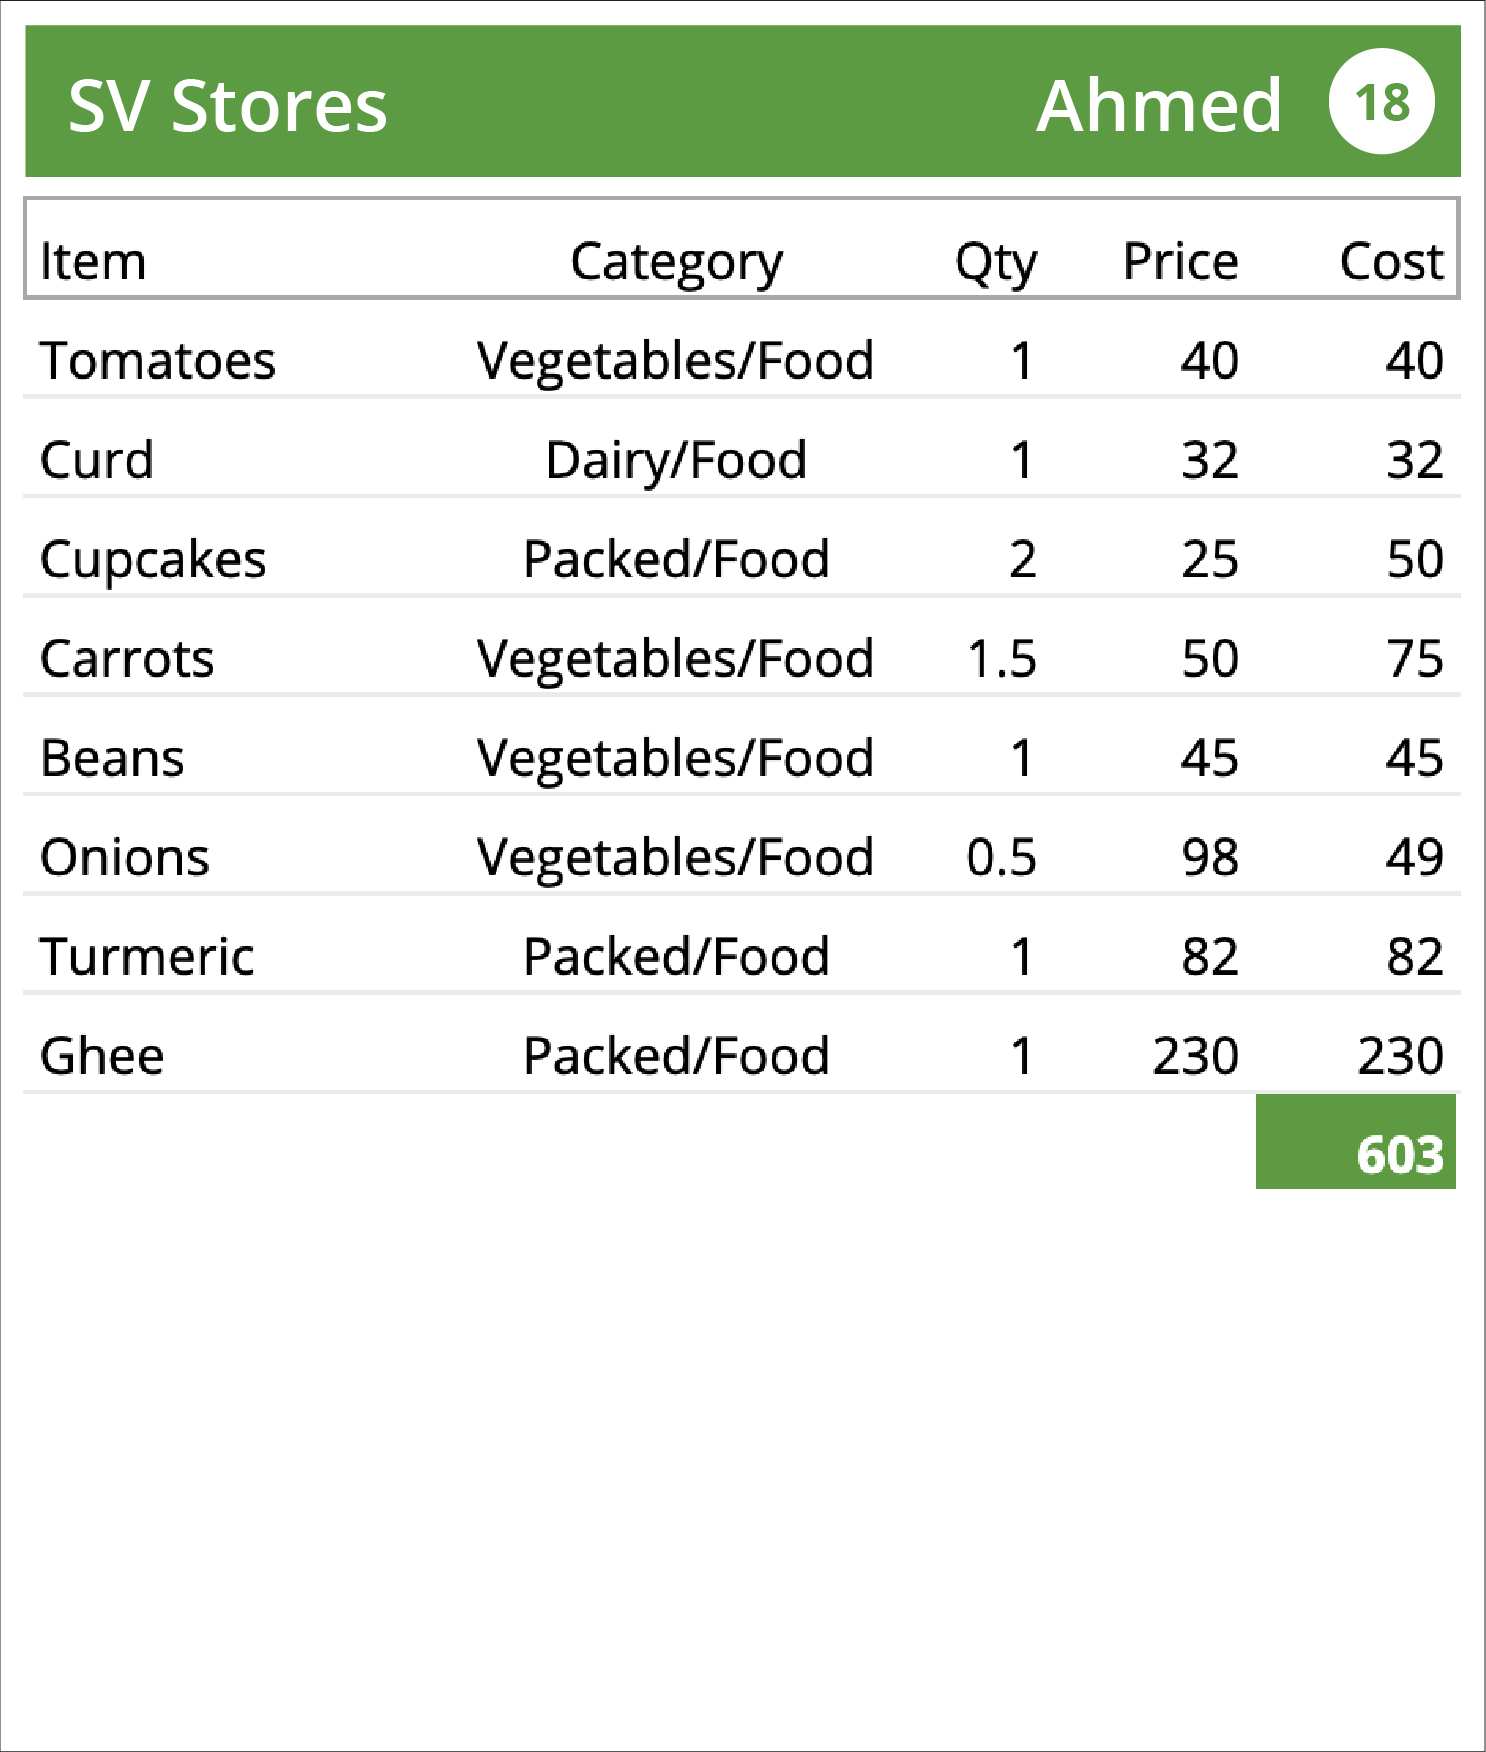 SV Stores Ahmed 18
Item Category Qty Price Cost
Tomatoes Vegetables/Food 1 40 40
Curd Dairy/Food 1 32 32
Cupcakes Packed/Food 2 25 50
Carrots Vegetables/Food 1.5 50 75
Beans Vegetables/Food 1 45 45
Onions Vegetables/Food 0.5 98 49
Turmeric Packed/Food 1 82 82
Ghee Packed/Food 1 230 230
603